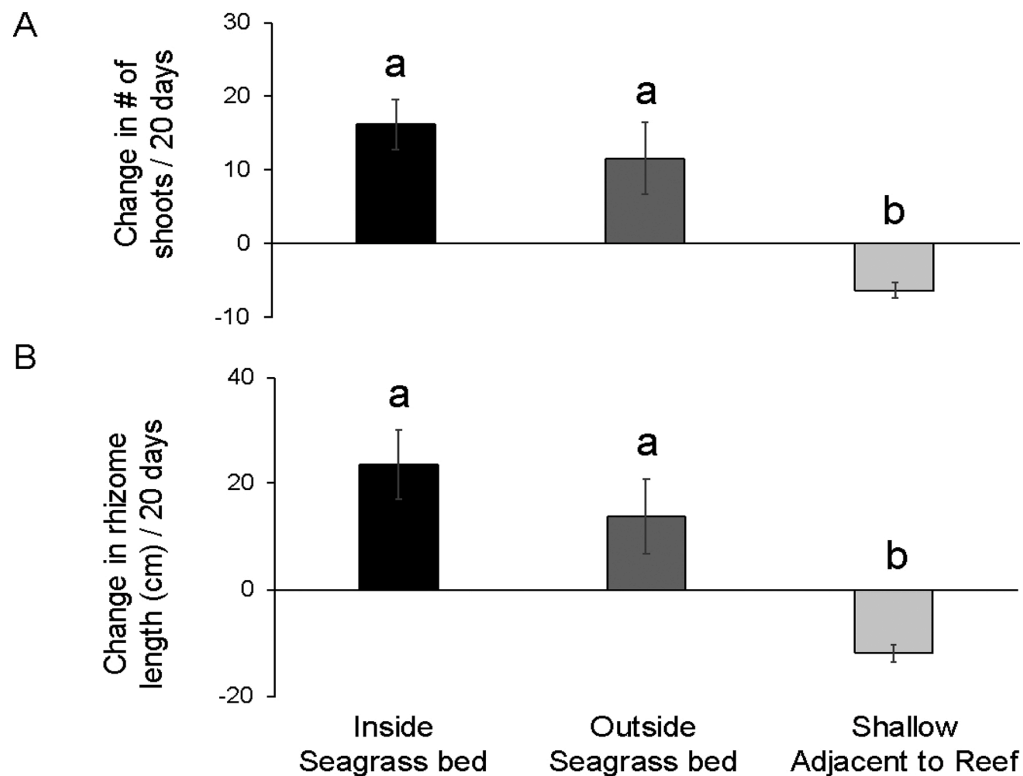 A
Change in # of
shoots / 20 days
30
20
10
0
-10
a
a
b
B
Change in rhizome
length (cm) / 20 days
40
20
0
-20
a
a
b
Inside
Seagrass bed
Outside
Seagrass bed
Shallow
Adjacent to Reef